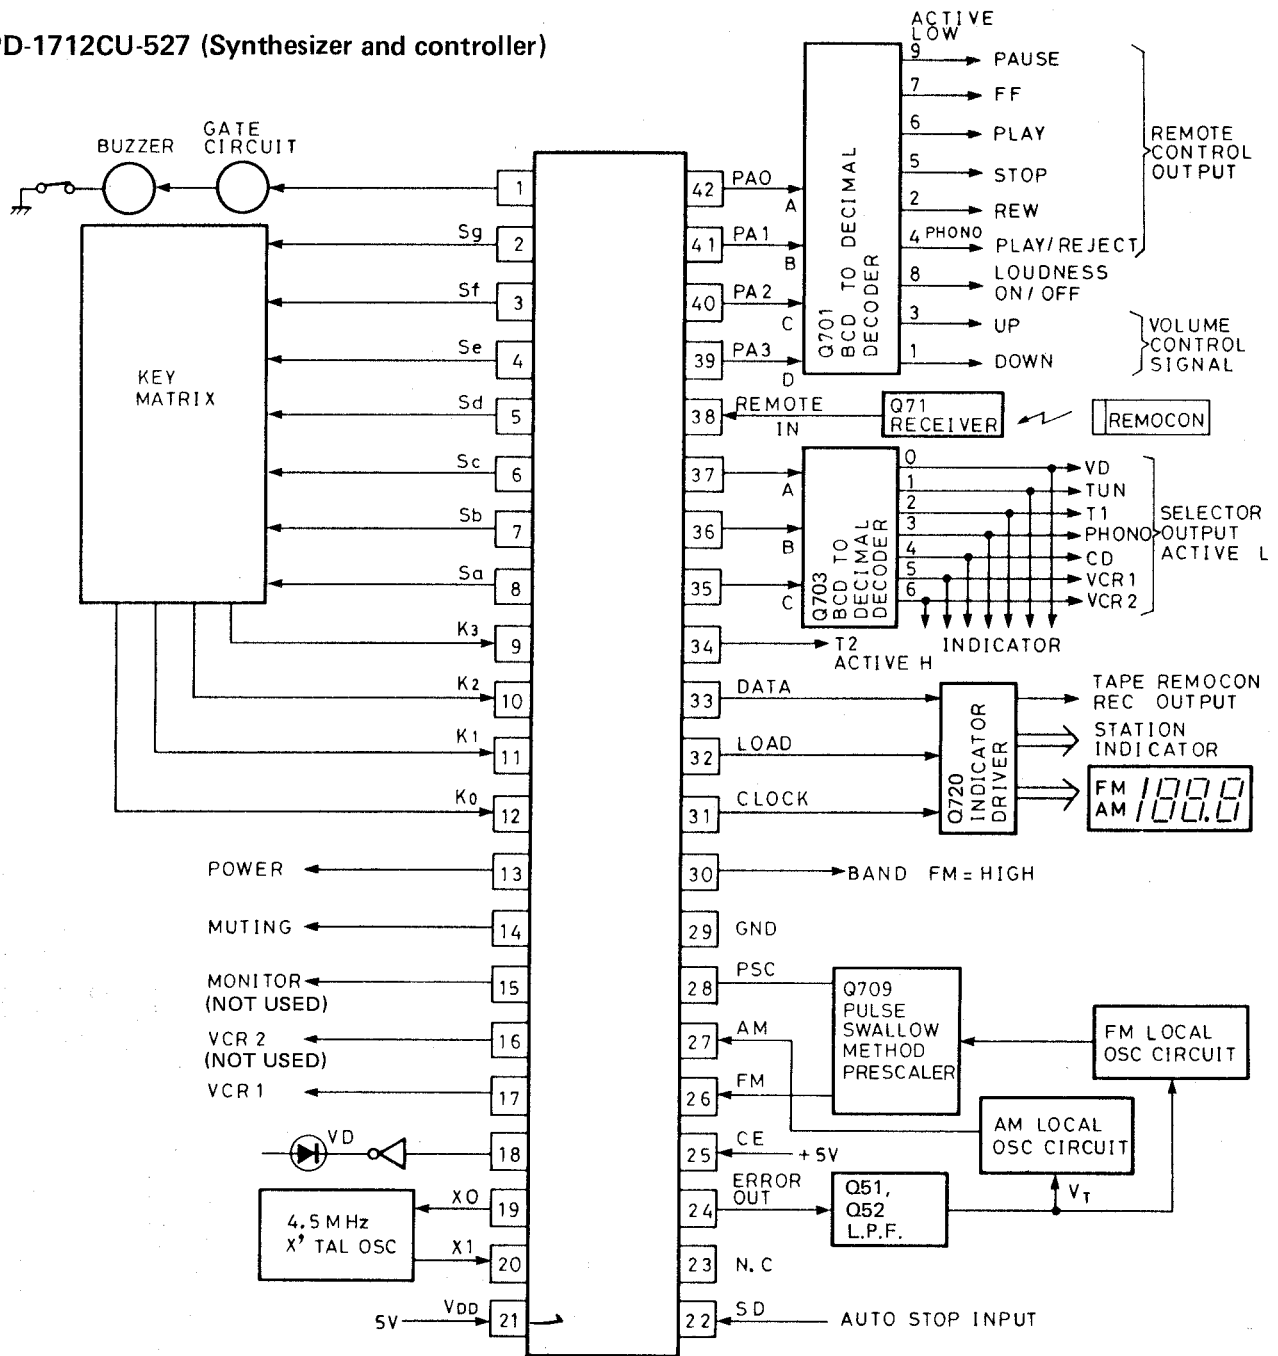 PD-1712CU-527 (Synthesizer and controller)
BUZZER
GATE
CIRCUIT
KEY
MATRIX
1
Sg
2
Sf
3
Se
4
Sd
5
Sc
6
Sb
7
Sa
8
K3
9
K2
10
K1
11
K0
12
POWER
13
MUTING
14
MONITOR
(NOT USED)
15
VCR 2
(NOT USED)
16
VCR 1
17
VD
18
4.5 MHz
X' TAL OSC
XO
19
X1
20
5V
VDD
21
ACTIVE
LOW
42
PA0
A
41
PA1
B
40
PA2
C
39
PA3
D
Q701
BCD TO DECIMAL
DECODER
9
PAUSE
7
FF
6
PLAY
5
STOP
2
REW
4
PHONO
PLAY/REJECT
8
LOUDNESS
ON/OFF
3
UP
1
DOWN
REMOTE
CONTROL
OUTPUT
VOLUME
CONTROL
SIGNAL
38
REMOTE
IN
Q71
RECEIVER
REMOCON
37
A
36
B
35
C
Q703
BCD TO
DECIMAL
DECODER
0
VD
1
TUN
2
T1
3
PHONO
4
CD
5
VCR1
6
VCR2
SELECTOR
OUTPUT
ACTIVE L
INDICATOR
34
T2
ACTIVE H
33
DATA
32
LOAD
31
CLOCK
Q720
INDICATOR
DRIVER
TAPE REMOCON
REC OUTPUT
STATION
INDICATOR
FM
AM
188.8
30
BAND FM=HIGH
29
GND
28
PSC
27
AM
26
FM
Q709
PULSE
SWALLOW
METHOD
PRESCALER
FM LOCAL
OSC CIRCUIT
AM LOCAL
OSC CIRCUIT
25
CE
+5V
24
ERROR
OUT
Q51,
Q52
L.P.F.
VT
23
N.C
22
SD
AUTO STOP INPUT